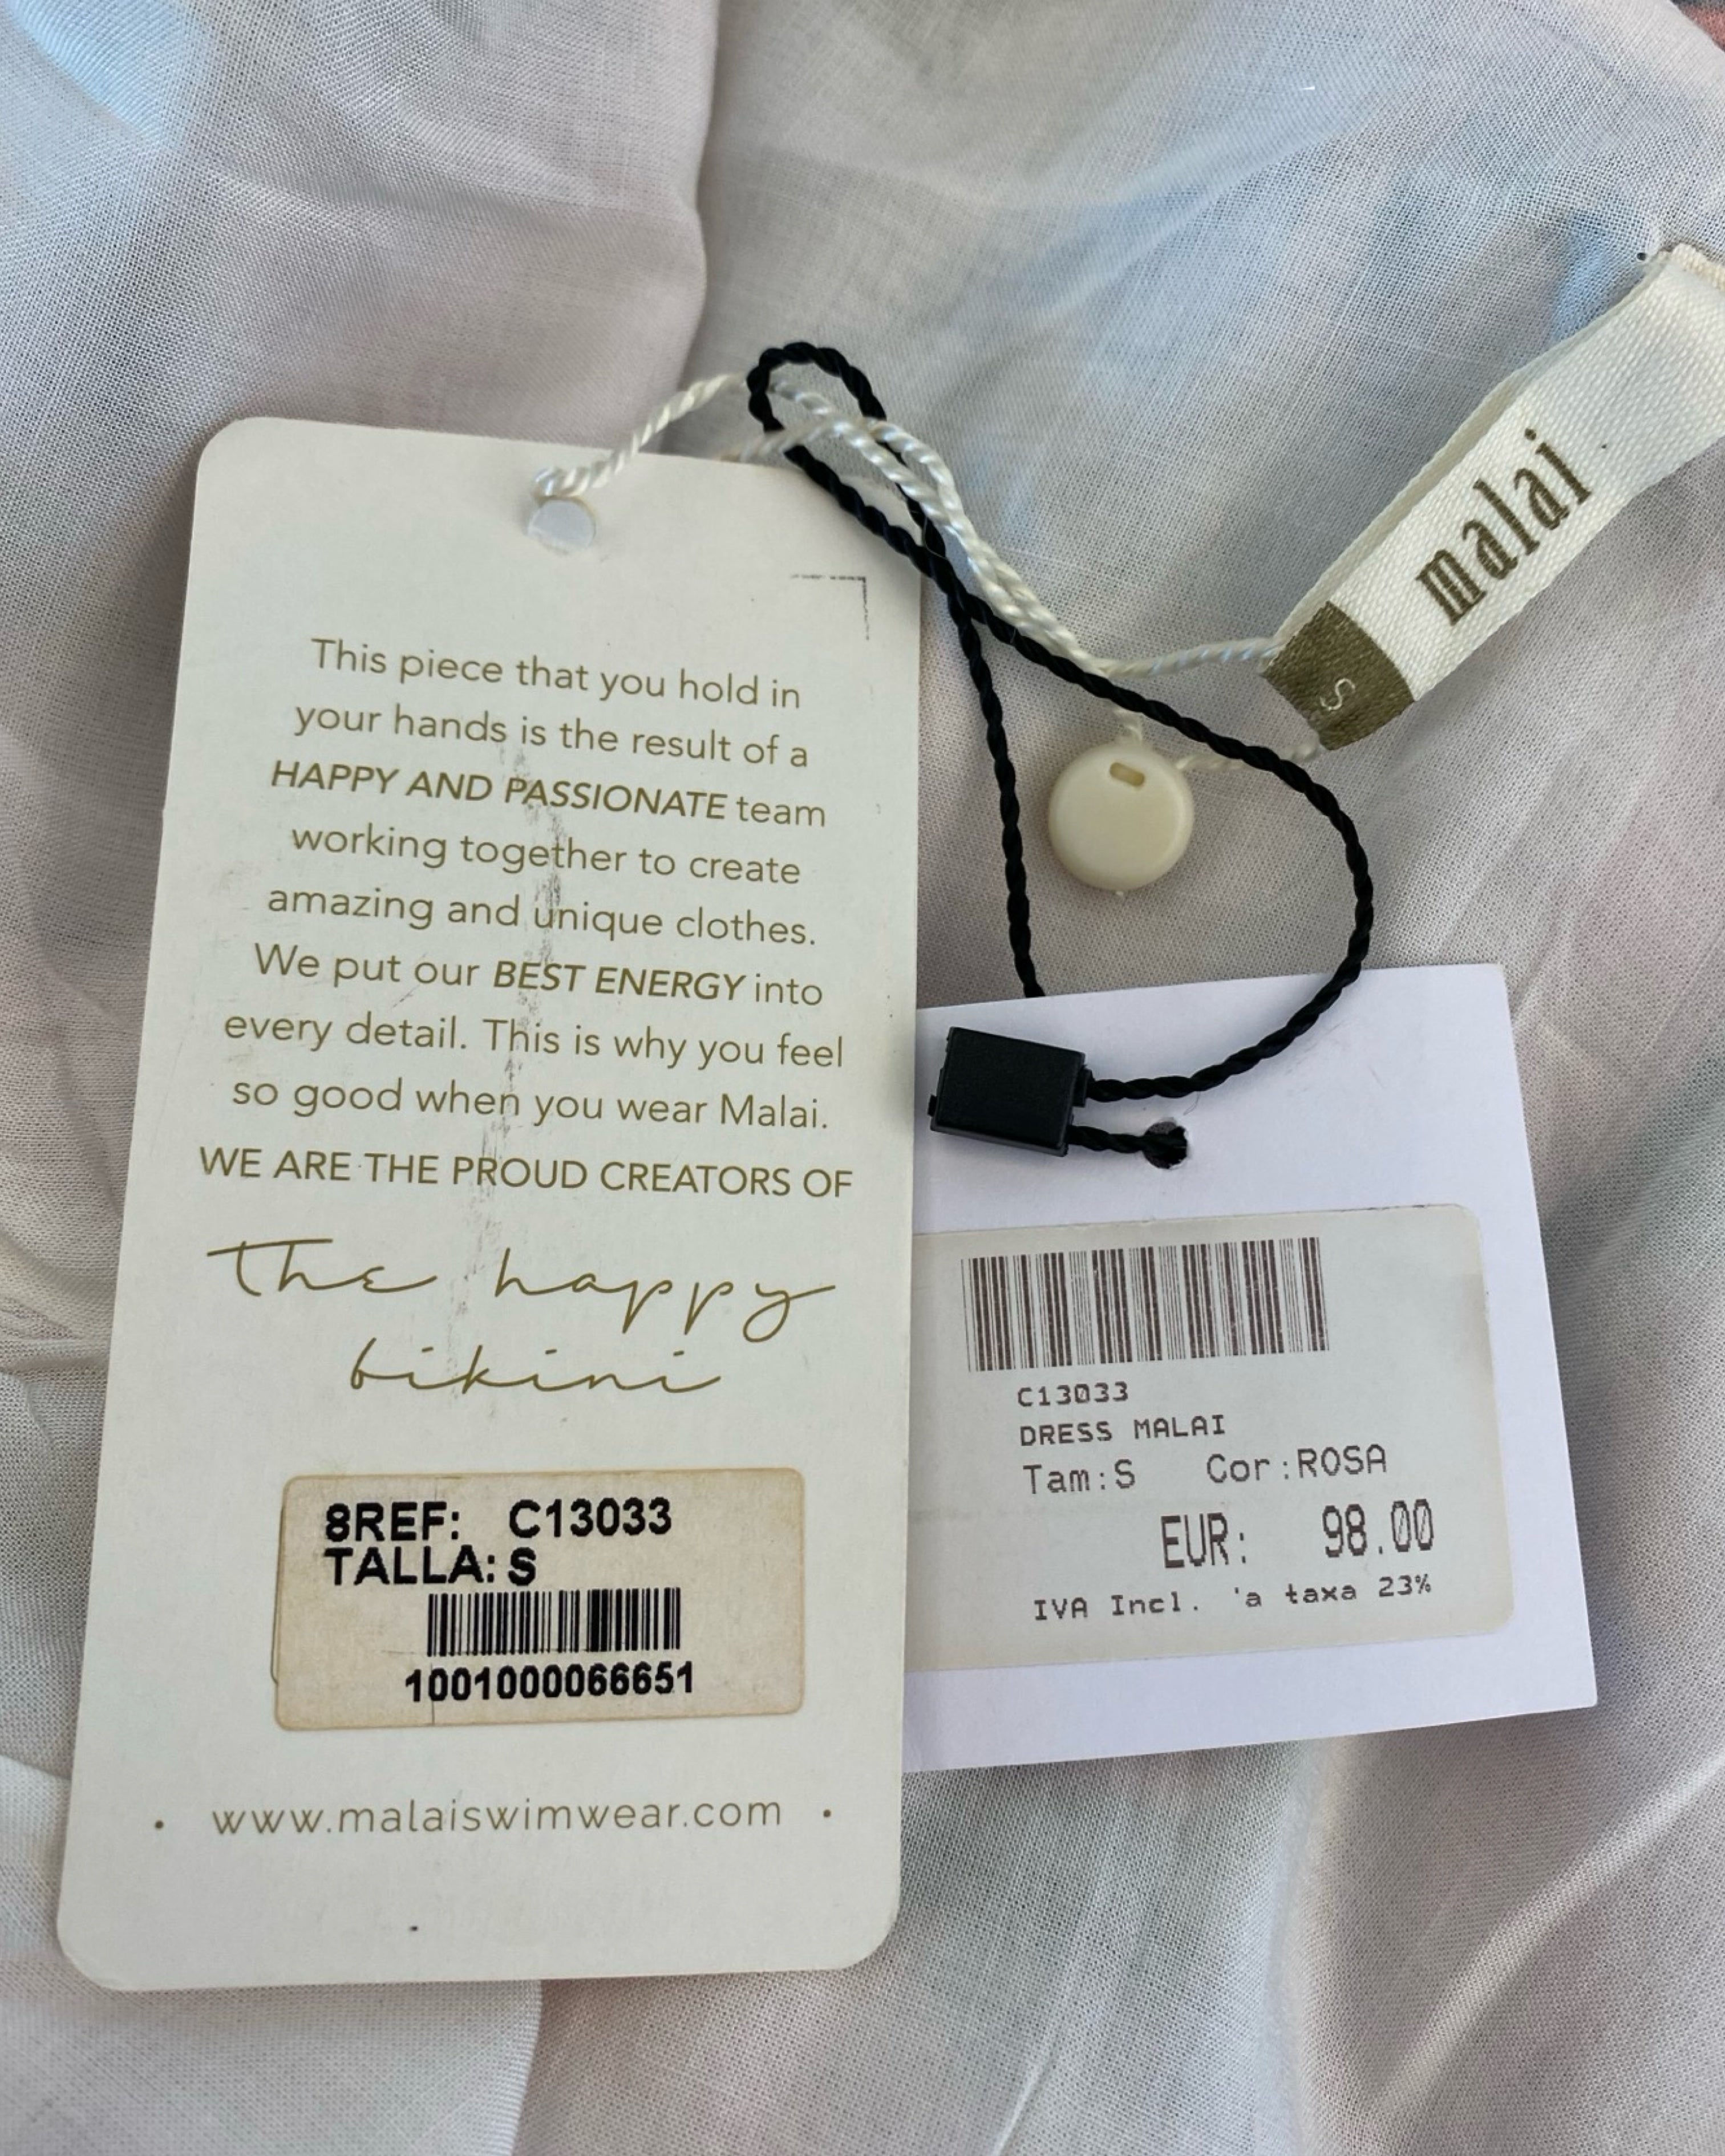 This piece that you hold in
your hands is the result of a
HAPPY AND PASSIONATE team
working together to create
amazing and unique clothes.
We put our BEST ENERGY into
every detail. This is why you feel
so good when you wear Malai.
WE ARE THE PROUD CREATORS OF
the happy
bikini
8REF: C13033
TALLA: S
1001000066651
• www.malaiswimwear.com •
malai
S
C13033
DRESS MALAI
Tam:S Cor:ROSA
EUR: 98.00
IVA Incl. 'a taxa 23%